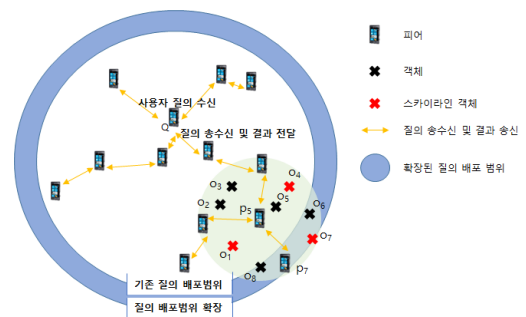 피어
객체
스카이라인 객체
질의 송수신 및 결과 송신
확장된 질의 배포 범위
사용자 질의 수신
Q
질의 송수신 및 결과 전달
o4
o3
o5
o2
p5
o6
o7
o1
o8
p7
기존 질의 배포범위
질의 배포범위 확장